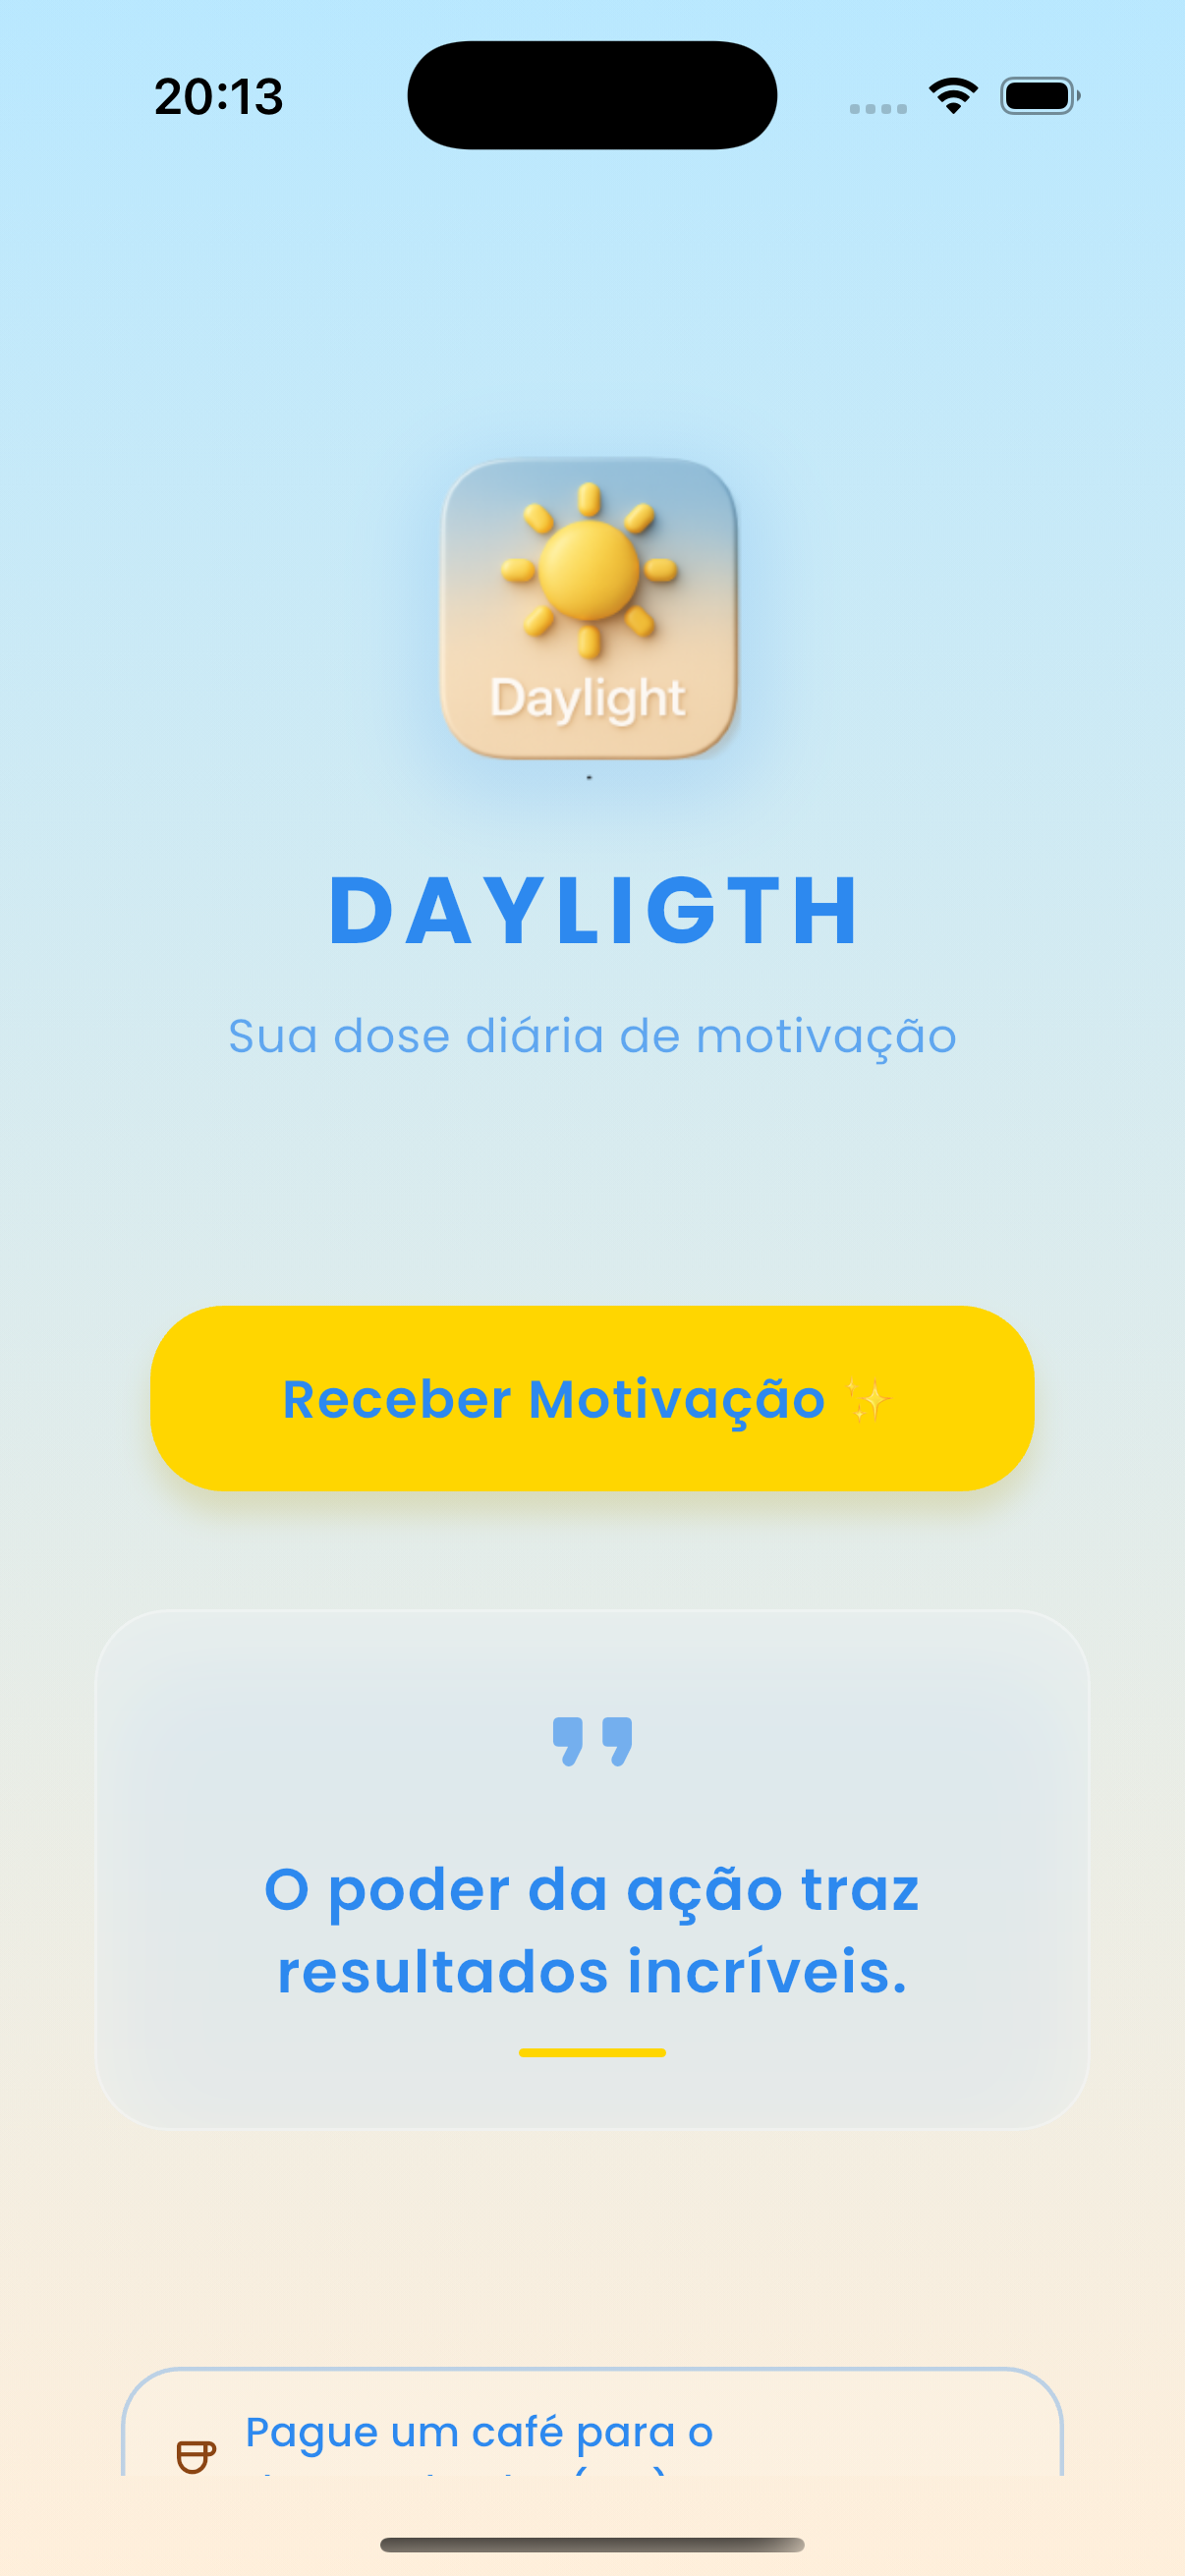 20:13
Daylight
DAYLIGTH
Sua dose diária de motivação
Receber Motivação ✨
O poder da ação traz
resultados incríveis.
Pague um café para o